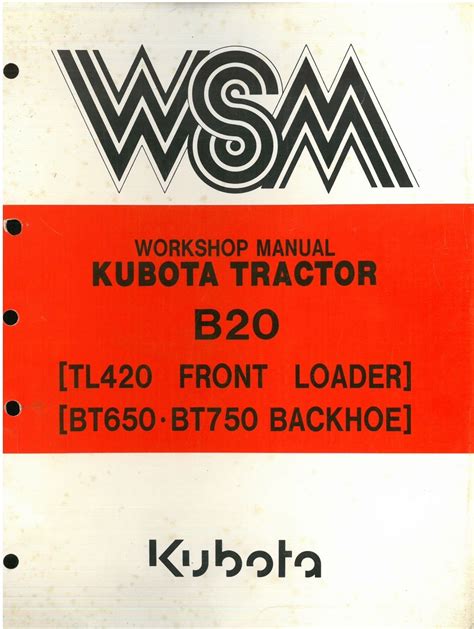 WSM
WORKSHOP MANUAL
KUBOTA TRACTOR
B20
[TL420 FRONT LOADER]
[BT650·BT750 BACKHOE]
Kubota